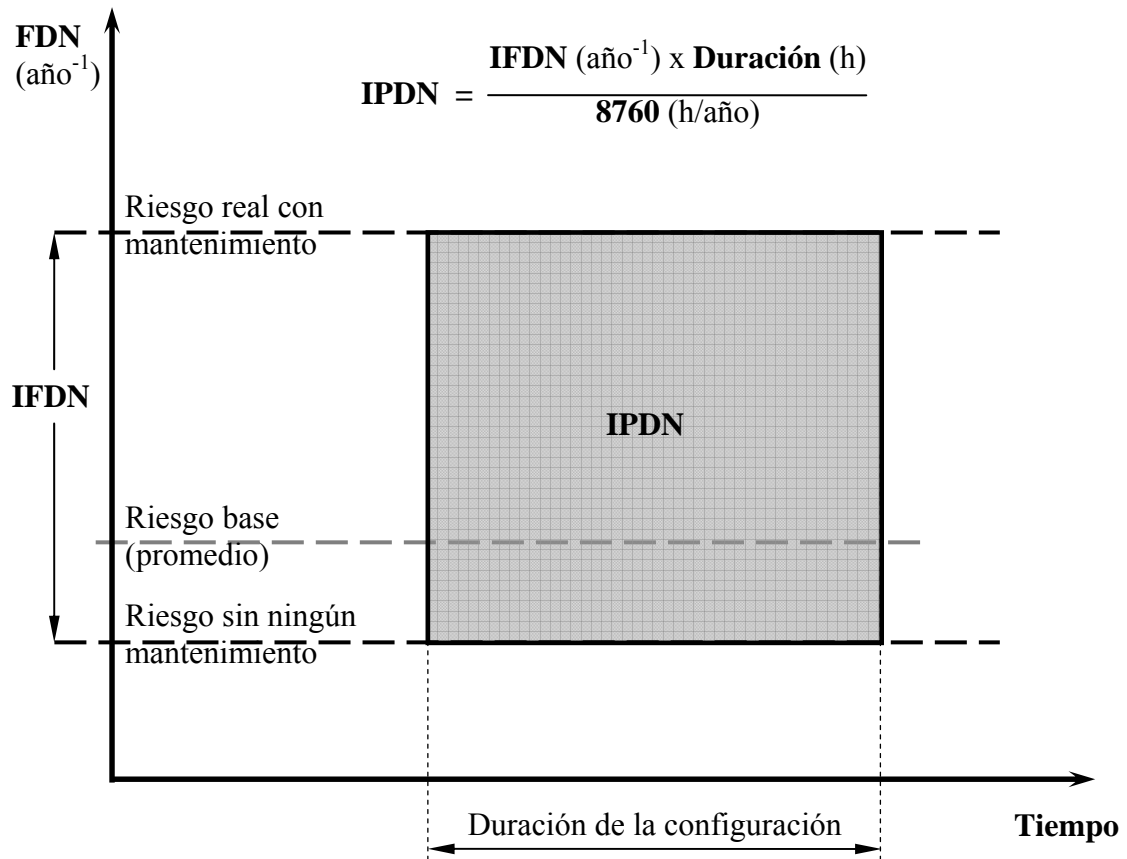 FDN
(año⁻¹)
IFDN (año⁻¹) x Duración (h)
IPDN =
8760 (h/año)
Riesgo real con
mantenimiento
IFDN
IPDN
Riesgo base
(promedio)
Riesgo sin ningún
mantenimiento
Duración de la configuración
Tiempo